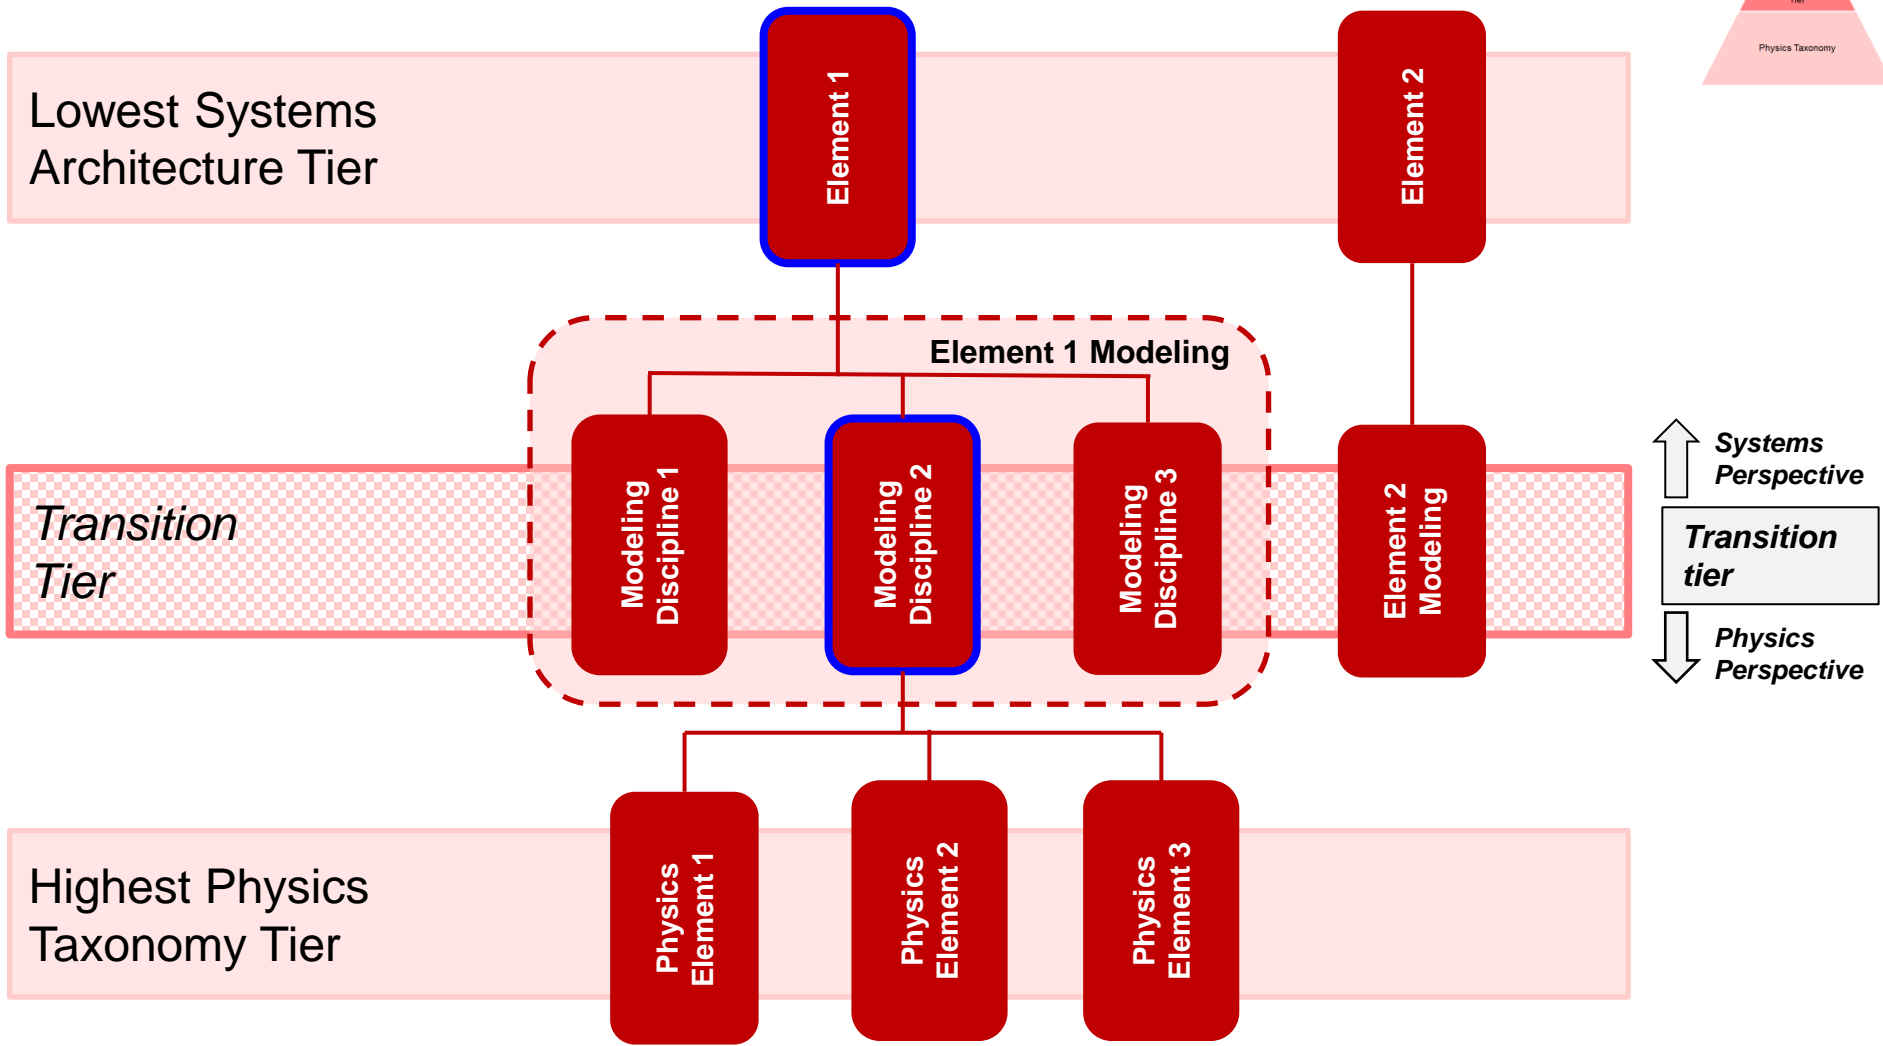 Tier
Physics Taxonomy
Lowest Systems
Architecture Tier
Element 1
Element 2
Element 1 Modeling
Transition
Tier
Modeling
Discipline 1
Modeling
Discipline 2
Modeling
Discipline 3
Element 2
Modeling
Systems
Perspective
Transition
tier
Physics
Perspective
Highest Physics
Taxonomy Tier
Physics
Element 1
Physics
Element 2
Physics
Element 3